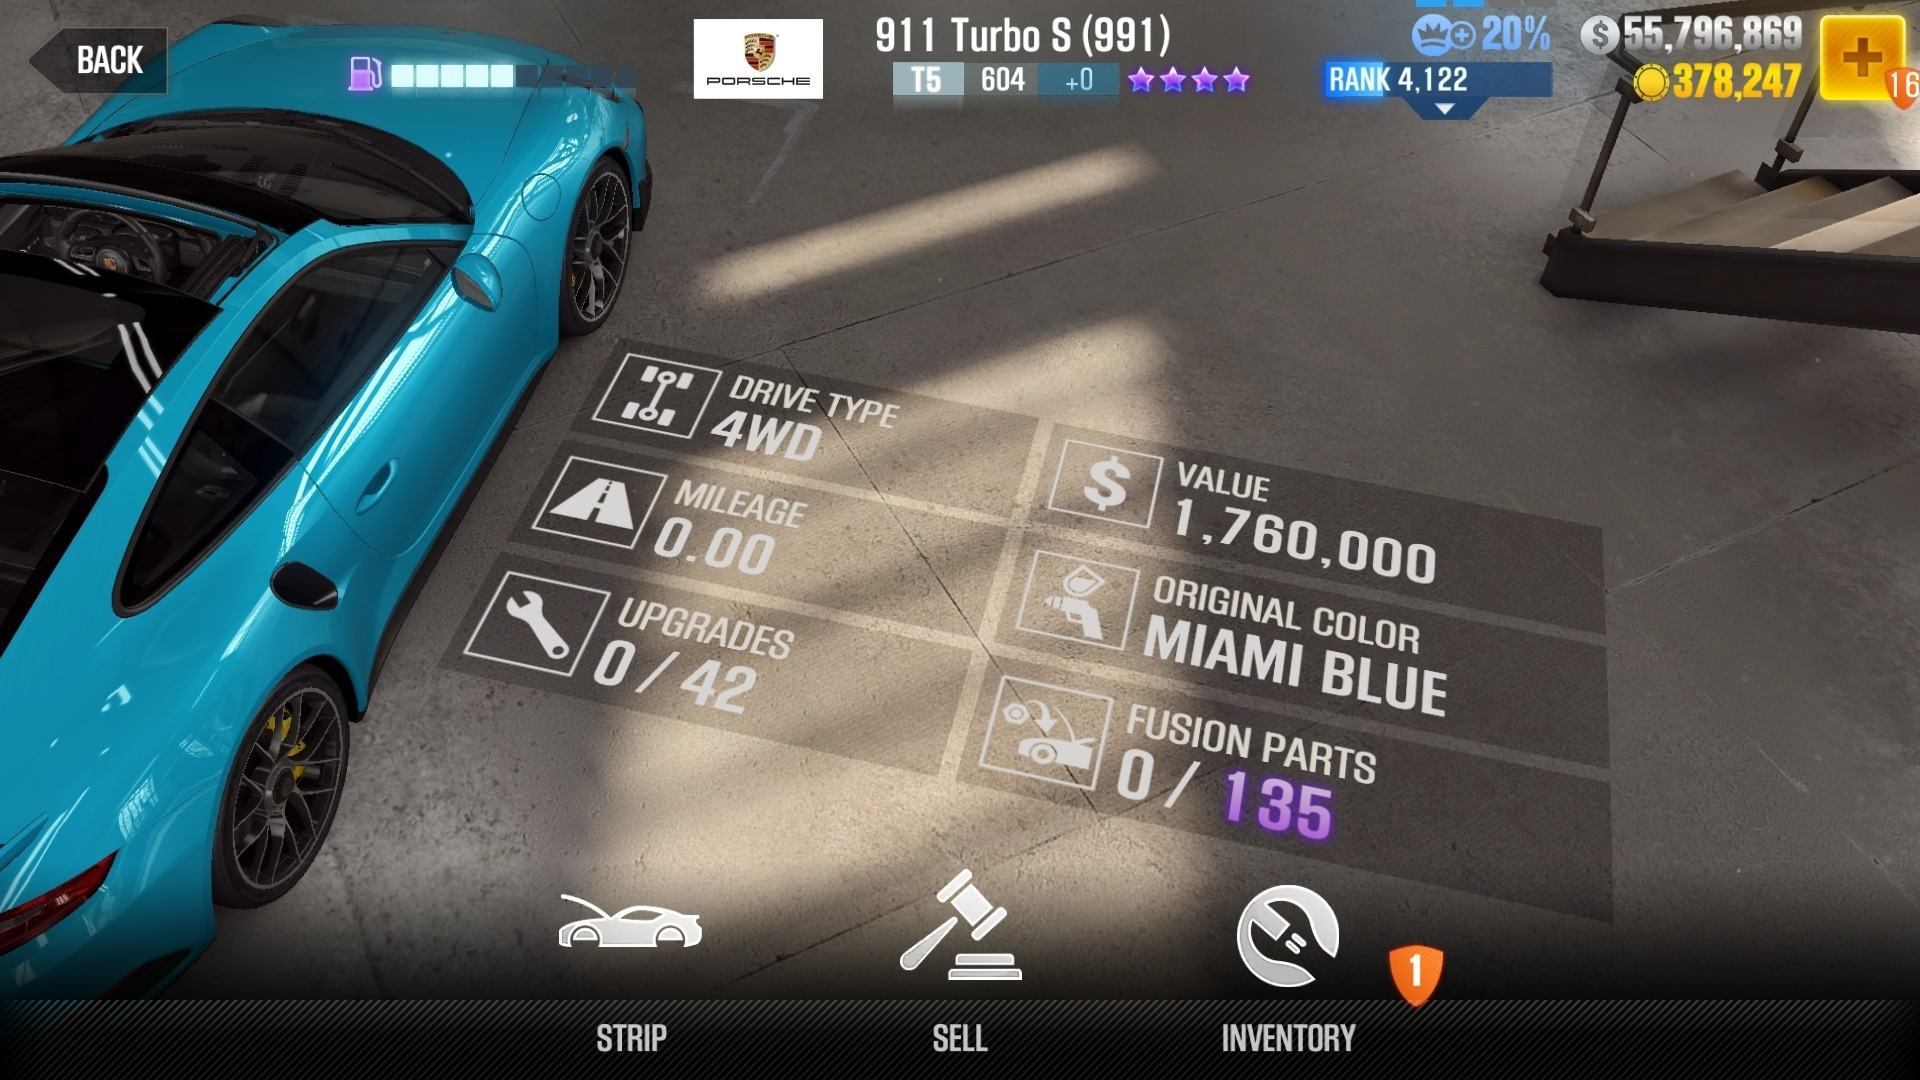 BACK
PORSCHE
911 Turbo S (991)
T5 604 +0
20%
RANK 4,122
55,796,869
378,247
16
DRIVE TYPE
4WD
MILEAGE
0.00
UPGRADES
0 / 42
$
VALUE
1,760,000
ORIGINAL COLOR
MIAMI BLUE
FUSION PARTS
0 / 135
1
STRIP
SELL
INVENTORY